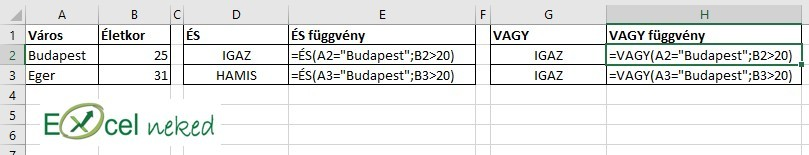 A B C D E F G H
1 Város Életkor ÉS ÉS függvény VAGY VAGY függvény
2 Budapest 25 IGAZ =ÉS(A2="Budapest";B2>20) IGAZ =VAGY(A2="Budapest";B2>20)
3 Eger 31 HAMIS =ÉS(A3="Budapest";B3>20) IGAZ =VAGY(A3="Budapest";B3>20)
4
5
6
7
Excel neked